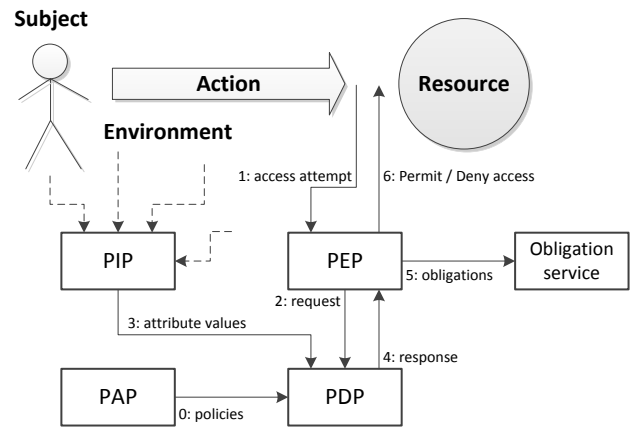 Subject
Action
Resource
Environment
1: access attempt
6: Permit / Deny access
PIP
PEP
Obligation
service
5: obligations
2: request
3: attribute values
4: response
PAP
PDP
0: policies